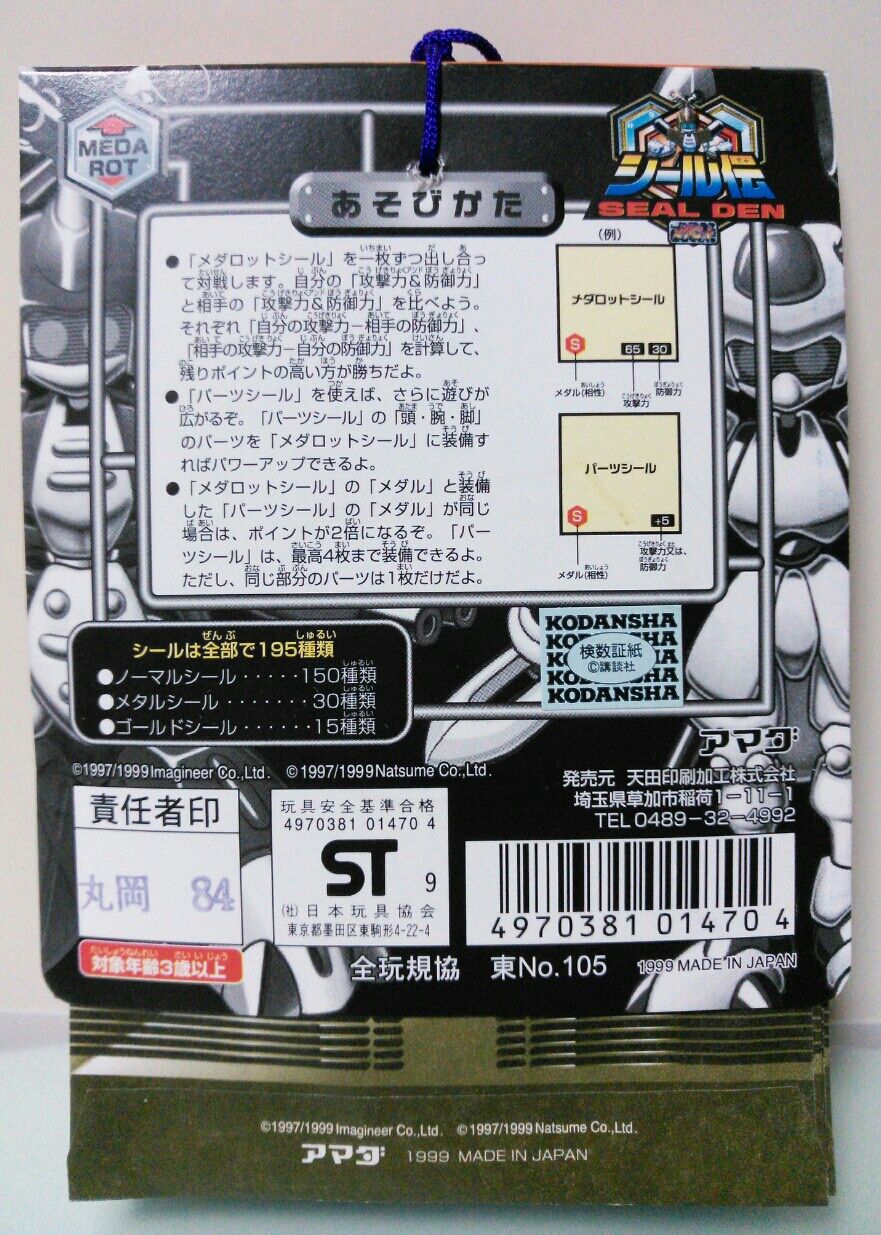 MEDA
ROT
シール伝
SEAL DEN
あそびかた
●「メダロットシール」を一枚ずつ出し合っ
て対戦します。自分の「攻撃力&防御力」
と相手の「攻撃力&防御力」を比べよう。
それぞれ「自分の攻撃力−相手の防御力」、
「相手の攻撃力−自分の防御力」を計算して、
残りポイントの高い方が勝ちだよ。
●「パーツシール」を使えば、さらに遊びが
広がるぞ。「パーツシール」の「頭・腕・脚」
のパーツを「メダロットシール」に装備す
ればパワーアップできるよ。
●「メダロットシール」の「メダル」と装備
した「パーツシール」の「メダル」が同じ
場合は、ポイントが2倍になるぞ。「パー
ツシール」は、最高4枚まで装備できるよ。
ただし、同じ部分のパーツは1枚だけだよ。
(例)
メダロットシール
S
65 30
メダル(相性)
攻撃力
防御力
パーツシール
S
+5
メダル(相性)
攻撃力又は、
防御力
シールは全部で195種類
●ノーマルシール・・・・・150種類
●メタルシール・・・・・・・30種類
●ゴールドシール・・・・・・15種類
KODANSHA
検数証紙
©講談社
KODANSHA
©1997/1999 Imagineer Co.,Ltd. ©1997/1999 Natsume Co.,Ltd.
アマダ
発売元 天田印刷加工株式会社
埼玉県草加市稲荷1-11-1
TEL 0489-32-4992
責任者印
丸岡 84
対象年齢3歳以上
玩具安全基準合格
4970381 01470 4
ST 9
(社)日本玩具協会
東京都墨田区東駒形4-22-4
4970381 01470 4
全玩規協 東No.105 1999 MADE IN JAPAN
©1997/1999 Imagineer Co.,Ltd. ©1997/1999 Natsume Co.,Ltd.
アマダ 1999 MADE IN JAPAN